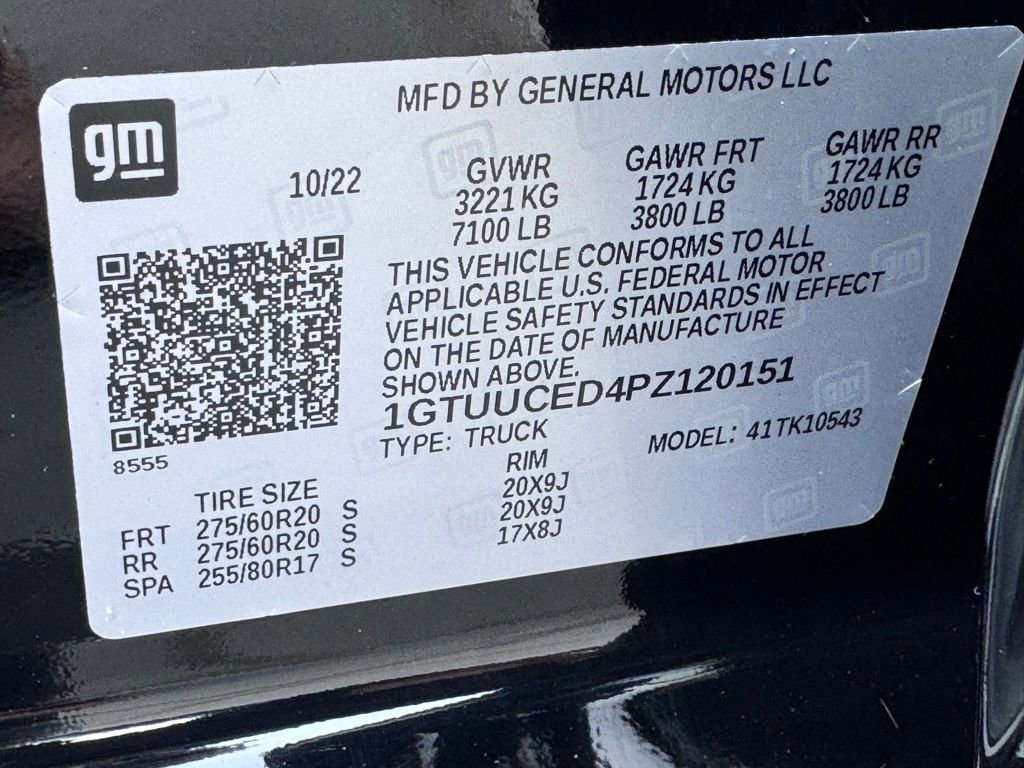 MFD BY GENERAL MOTORS LLC
gm
10/22
GVWR
3221 KG
7100 LB
GAWR FRT
1724 KG
3800 LB
GAWR RR
1724 KG
3800 LB
THIS VEHICLE CONFORMS TO ALL
APPLICABLE U.S. FEDERAL MOTOR
VEHICLE SAFETY STANDARDS IN EFFECT
ON THE DATE OF MANUFACTURE
SHOWN ABOVE.
1GTUUCED4PZ120151
TYPE: TRUCK
MODEL: 41TK10543
8555
TIRE SIZE RIM
FRT 275/60R20 S 20X9J
RR 275/60R20 S 20X9J
SPA 255/80R17 S 17X8J